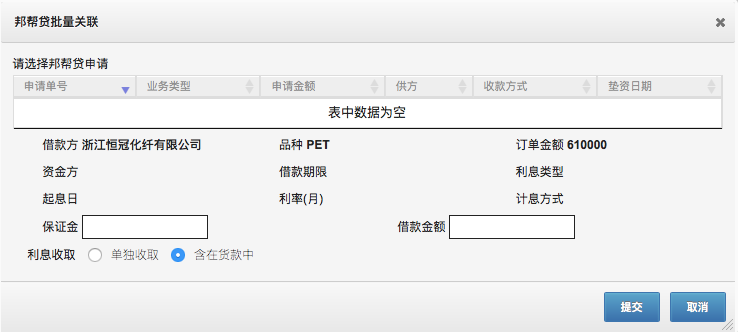 邦帮贷批量关联
请选择邦帮贷申请
申请单号 业务类型 申请金额 供方 收款方式 垫资日期
表中数据为空
借款方 浙江恒冠化纤有限公司 品种 PET 订单金额 610000
资金方 借款期限 利息类型
起息日 利率(月) 计息方式
保证金 借款金额
利息收取 单独收取 含在货款中
提交 取消